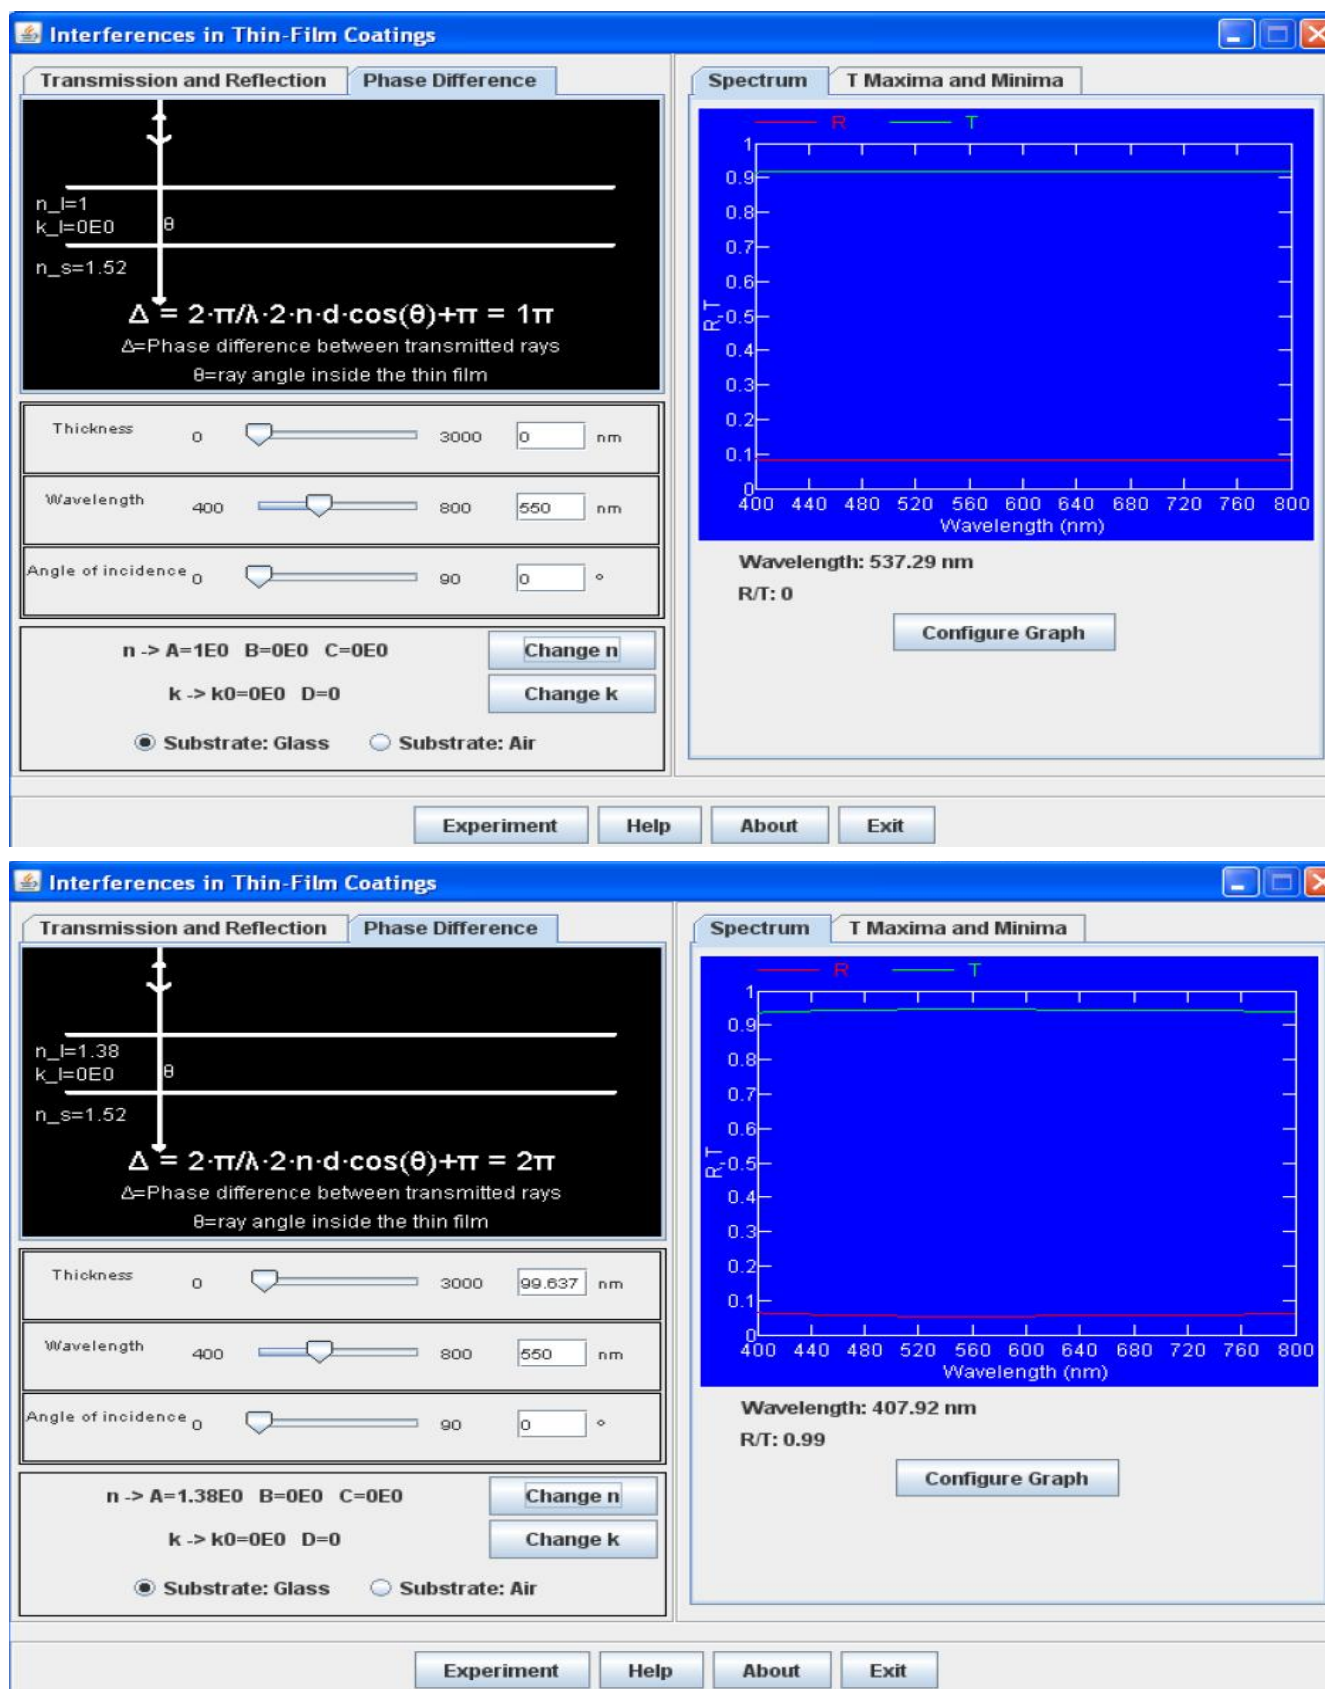 Interferences in Thin-Film Coatings
Transmission and Reflection Phase Difference
n_l=1
k_l=0E0 θ
n_s=1.52
Δ = 2·π/λ·2·n·d·cos(θ)+π = 1π
Δ=Phase difference between transmitted rays
θ=ray angle inside the thin film
Thickness 0 3000 0 nm
Wavelength 400 800 550 nm
Angle of incidence 0 90 0 °
n -> A=1E0 B=0E0 C=0E0 Change n
k -> k0=0E0 D=0 Change k
Substrate: Glass Substrate: Air
Spectrum T Maxima and Minima
R T
1
0.9
0.8
0.7
0.6
R,T 0.5
0.4
0.3
0.2
0.1
0
400 440 480 520 560 600 640 680 720 760 800
Wavelength (nm)
Wavelength: 537.29 nm
R/T: 0
Configure Graph
Experiment Help About Exit
Interferences in Thin-Film Coatings
Transmission and Reflection Phase Difference
n_l=1.38
k_l=0E0 θ
n_s=1.52
Δ = 2·π/λ·2·n·d·cos(θ)+π = 2π
Δ=Phase difference between transmitted rays
θ=ray angle inside the thin film
Thickness 0 3000 99.637 nm
Wavelength 400 800 550 nm
Angle of incidence 0 90 0 °
n -> A=1.38E0 B=0E0 C=0E0 Change n
k -> k0=0E0 D=0 Change k
Substrate: Glass Substrate: Air
Spectrum T Maxima and Minima
R T
1
0.9
0.8
0.7
0.6
R,T 0.5
0.4
0.3
0.2
0.1
0
400 440 480 520 560 600 640 680 720 760 800
Wavelength (nm)
Wavelength: 407.92 nm
R/T: 0.99
Configure Graph
Experiment Help About Exit